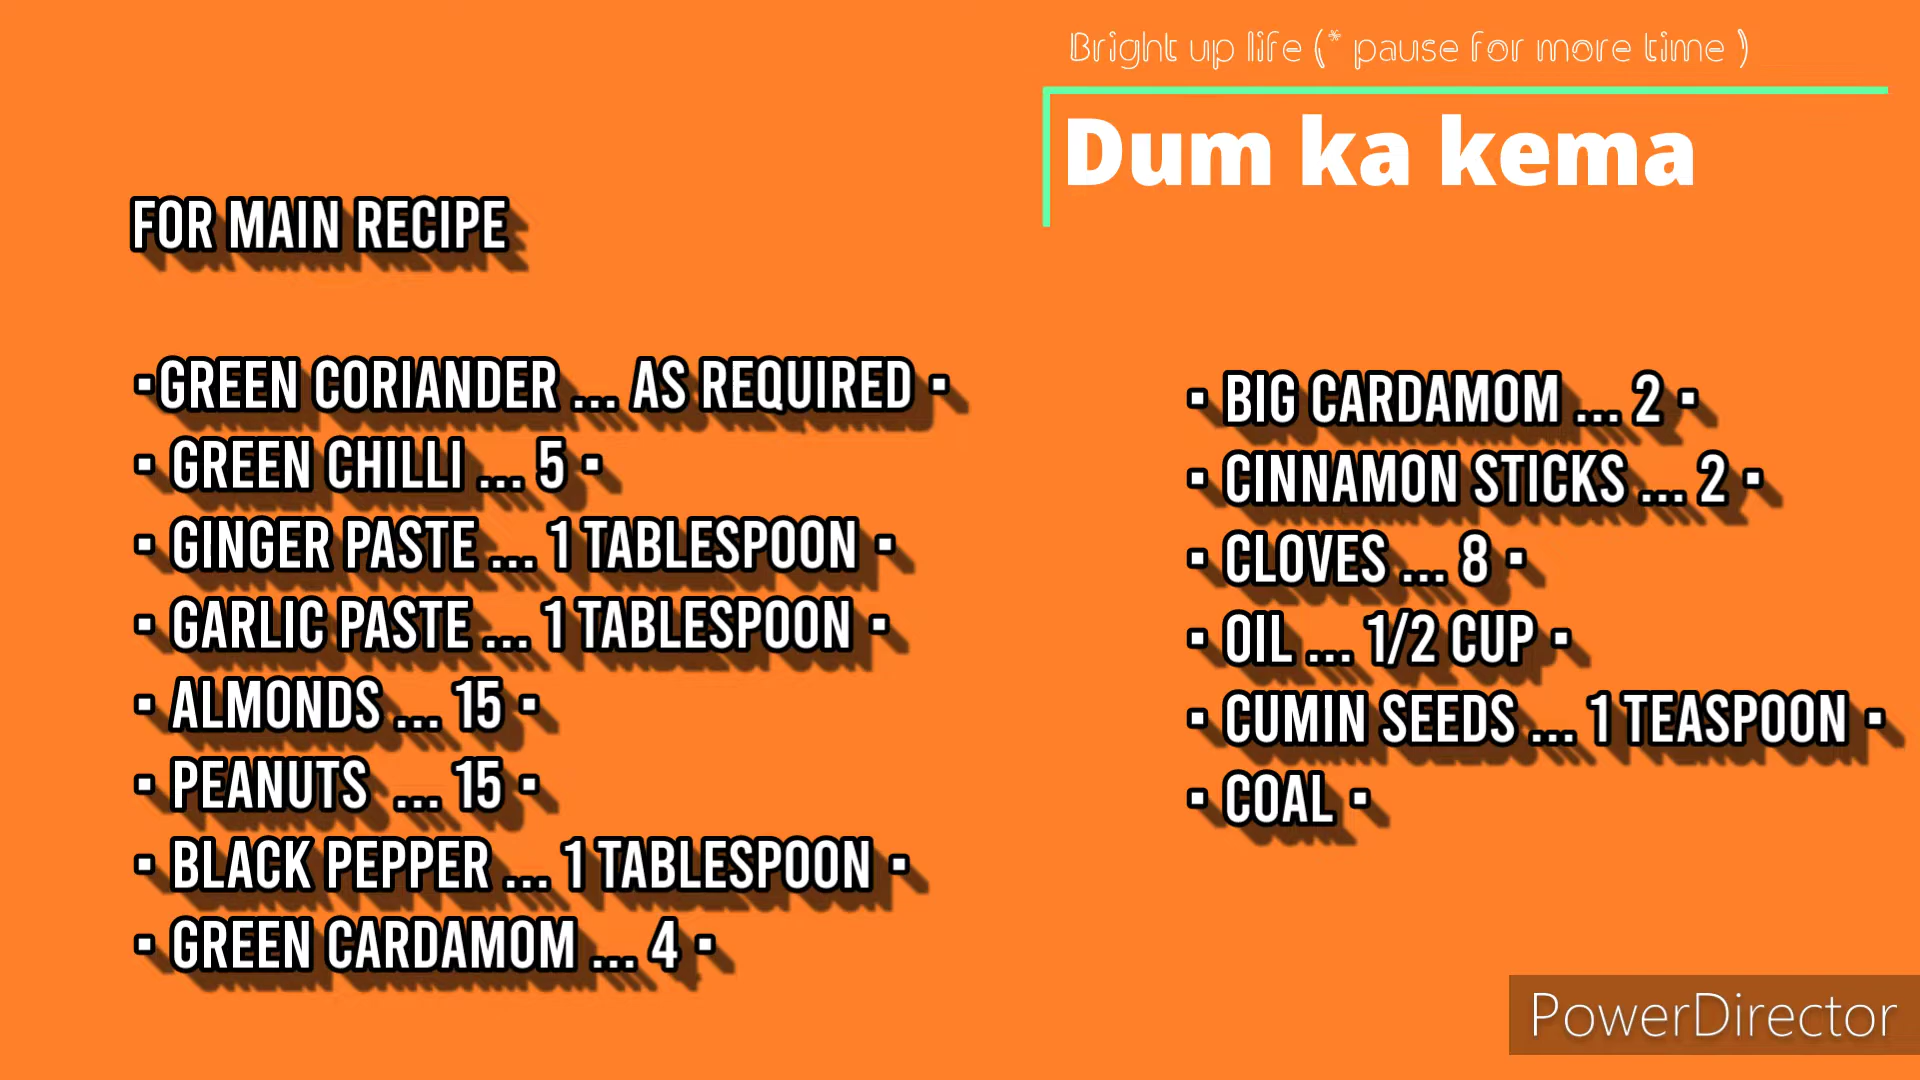 Bright up life (* pause for more time )
Dum ka kema
FOR MAIN RECIPE
•GREEN CORIANDER ... AS REQUIRED •
• GREEN CHILLI ... 5 •
• GINGER PASTE ... 1 TABLESPOON •
• GARLIC PASTE ... 1 TABLESPOON •
• ALMONDS ... 15 •
• PEANUTS  ... 15 •
• BLACK PEPPER ... 1 TABLESPOON •
• GREEN CARDAMOM ... 4 •
• BIG CARDAMOM ... 2 •
• CINNAMON STICKS ... 2 •
• CLOVES ... 8 •
• OIL ... 1/2 CUP •
• CUMIN SEEDS ... 1 TEASPOON •
• COAL •
PowerDirector